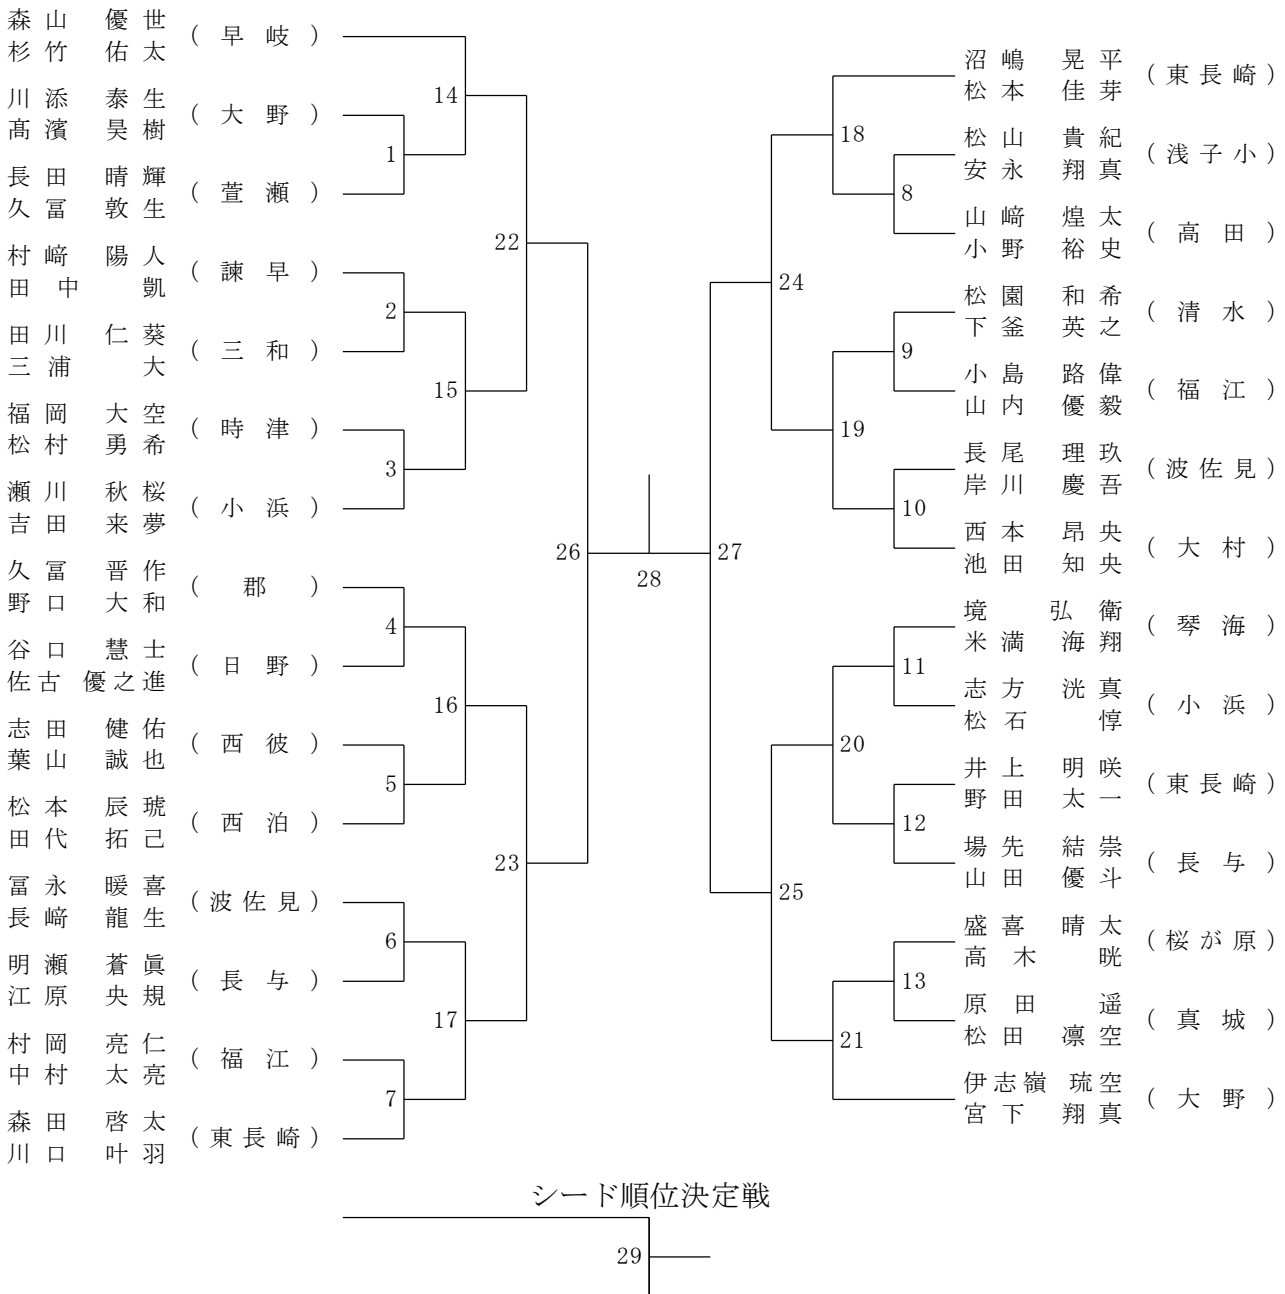 森山 優世
杉竹 佑太
(早岐)
川添 泰生
髙濱 昊樹
(大野)
長田 晴輝
久冨 敦生
(萱瀬)
村﨑 陽人
田中 凱
(諫早)
田川 仁葵
三浦 大
(三和)
福岡 大空
松村 勇希
(時津)
瀬川 秋桜
吉田 来夢
(小浜)
久冨 晋作
野口 大和
(郡)
谷口 慧士
佐古 優之進
(日野)
志田 健佑
葉山 誠也
(西彼)
松本 辰琥
田代 拓己
(西泊)
冨永 暖喜
長﨑 龍生
(波佐見)
明瀬 蒼眞
江原 央規
(長与)
村岡 亮仁
中村 太亮
(福江)
森田 啓太
川口 叶羽
(東長崎)
1
2
3
4
5
6
7
14
15
16
17
22
23
26
28
27
24
25
18
19
20
21
8
9
10
11
12
13
沼嶋 晃平
松本 佳芽
(東長崎)
松山 貴紀
安永 翔真
(浅子小)
山﨑 煌太
小野 裕史
(高田)
松園 和希
下釜 英之
(清水)
小島 路偉
山内 優毅
(福江)
長尾 理玖
岸川 慶吾
(波佐見)
西本 昂央
池田 知央
(大村)
境 弘衛
米満 海翔
(琴海)
志方 洸真
松石 惇
(小浜)
井上 明咲
野田 太一
(東長崎)
場先 結崇
山田 優斗
(長与)
盛喜 晴太
高木 晄
(桜が原)
原田 遥
松田 凛空
(真城)
伊志嶺 琉空
宮下 翔真
(大野)
シード順位決定戦
29